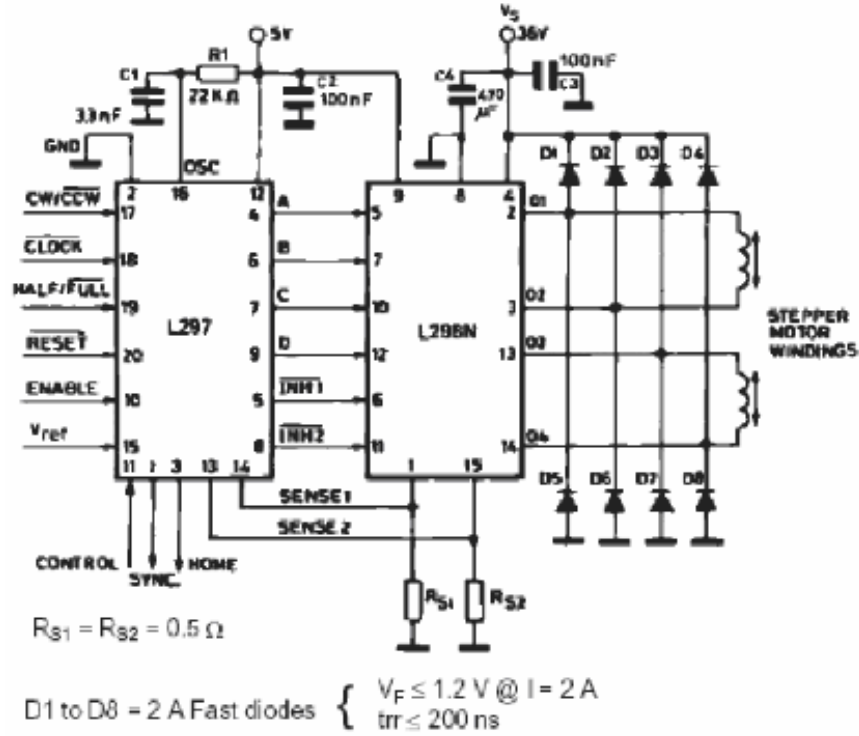 5V
Vs
36V
R1
22KΩ
C1
3.3nF
C2
100nF
C4
470
µF
100nF
C3
GND
OSC
D1 D2 D3 D4
2 16 12
9 8 4
CW/CCW 17
4 A 5
2 O1
CLOCK 18
6 B 7
HALF/FULL 19
7 C 10
3 O2
L297
L298N
STEPPER
MOTOR
WINDINGS
RESET 20
9 D 12
13 O3
ENABLE 10
5 INH1 6
Vref 15
8 INH2 11
14 O4
11 1 3 13 14
1 15
D5 D6 D7 D8
SENSE1
SENSE 2
CONTROL
SYNC.
HOME
RS1
RS2
RS1 = RS2 = 0.5 Ω
D1 to D8 = 2 A Fast diodes {
VF ≤ 1.2 V @ I = 2 A
trr ≤ 200 ns